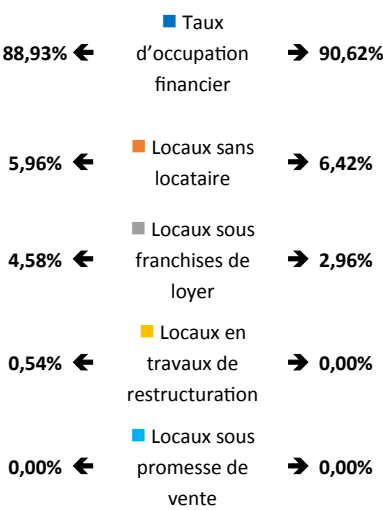 Taux
88,93% 🡸 d’occupation 🡺 90,62%
financier
Locaux sans
5,96% 🡸 locataire 🡺 6,42%
Locaux sous
4,58% 🡸 franchises de 🡺 2,96%
loyer
Locaux en
0,54% 🡸 travaux de 🡺 0,00%
restructuration
Locaux sous
0,00% 🡸 promesse de 🡺 0,00%
vente